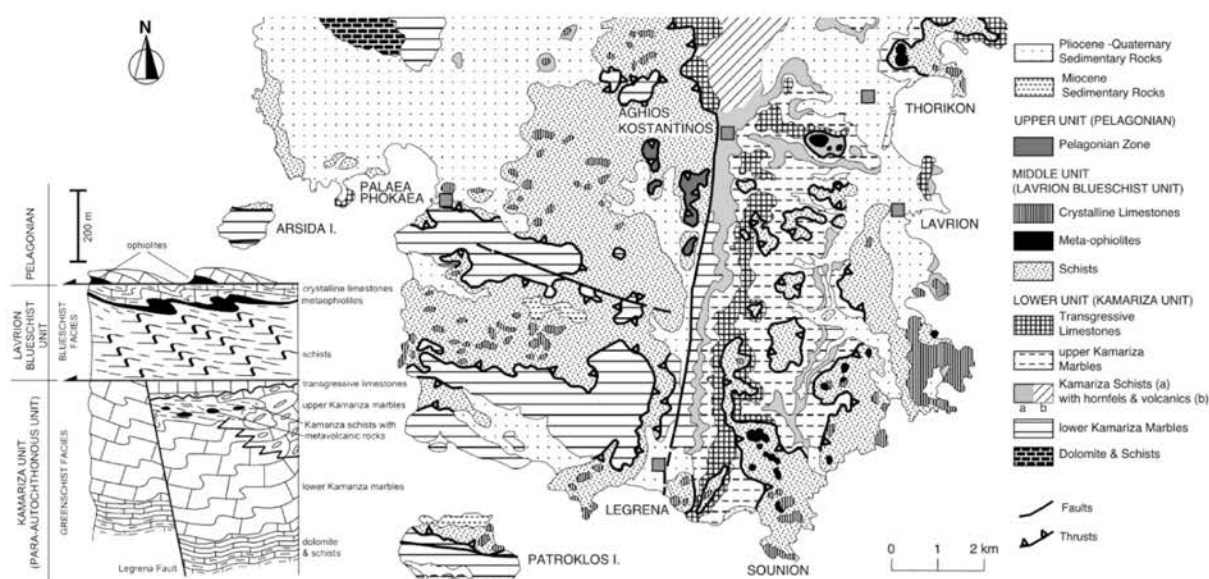 N
AGHIOS
KOSTANTINOS
THORIKON
PALAEA
PHOKAEA
LAVRION
ARSIDA I.
LEGRENA
PATROKLOS I.
SOUNION
0 1 2 km
200 m
PELAGONIAN
ophiolites
LAVRION
BLUESCHIST
UNIT
BLUESCHIST
FACIES
crystalline limestones
metaophiolites
schists
KAMARIZA UNIT
(PARA-AUTOCHTHONOUS UNIT)
GREENSCHIST FACIES
transgressive limestones
upper Kamariza marbles
Kamariza schists with
metavolcanic rocks
lower Kamariza marbles
dolomite
& schists
Legrena Fault
Pliocene -Quaternary
Sedimentary Rocks
Miocene
Sedimentary Rocks
UPPER UNIT (PELAGONIAN)
Pelagonian Zone
MIDDLE UNIT
(LAVRION BLUESCHIST UNIT)
Crystalline Limestones
Meta-ophiolites
Schists
LOWER UNIT (KAMARIZA UNIT)
Transgressive
Limestones
upper Kamariza
Marbles
Kamariza Schists (a)
with hornfels & volcanics (b)
a b
lower Kamariza Marbles
Dolomite & Schists
Faults
Thrusts